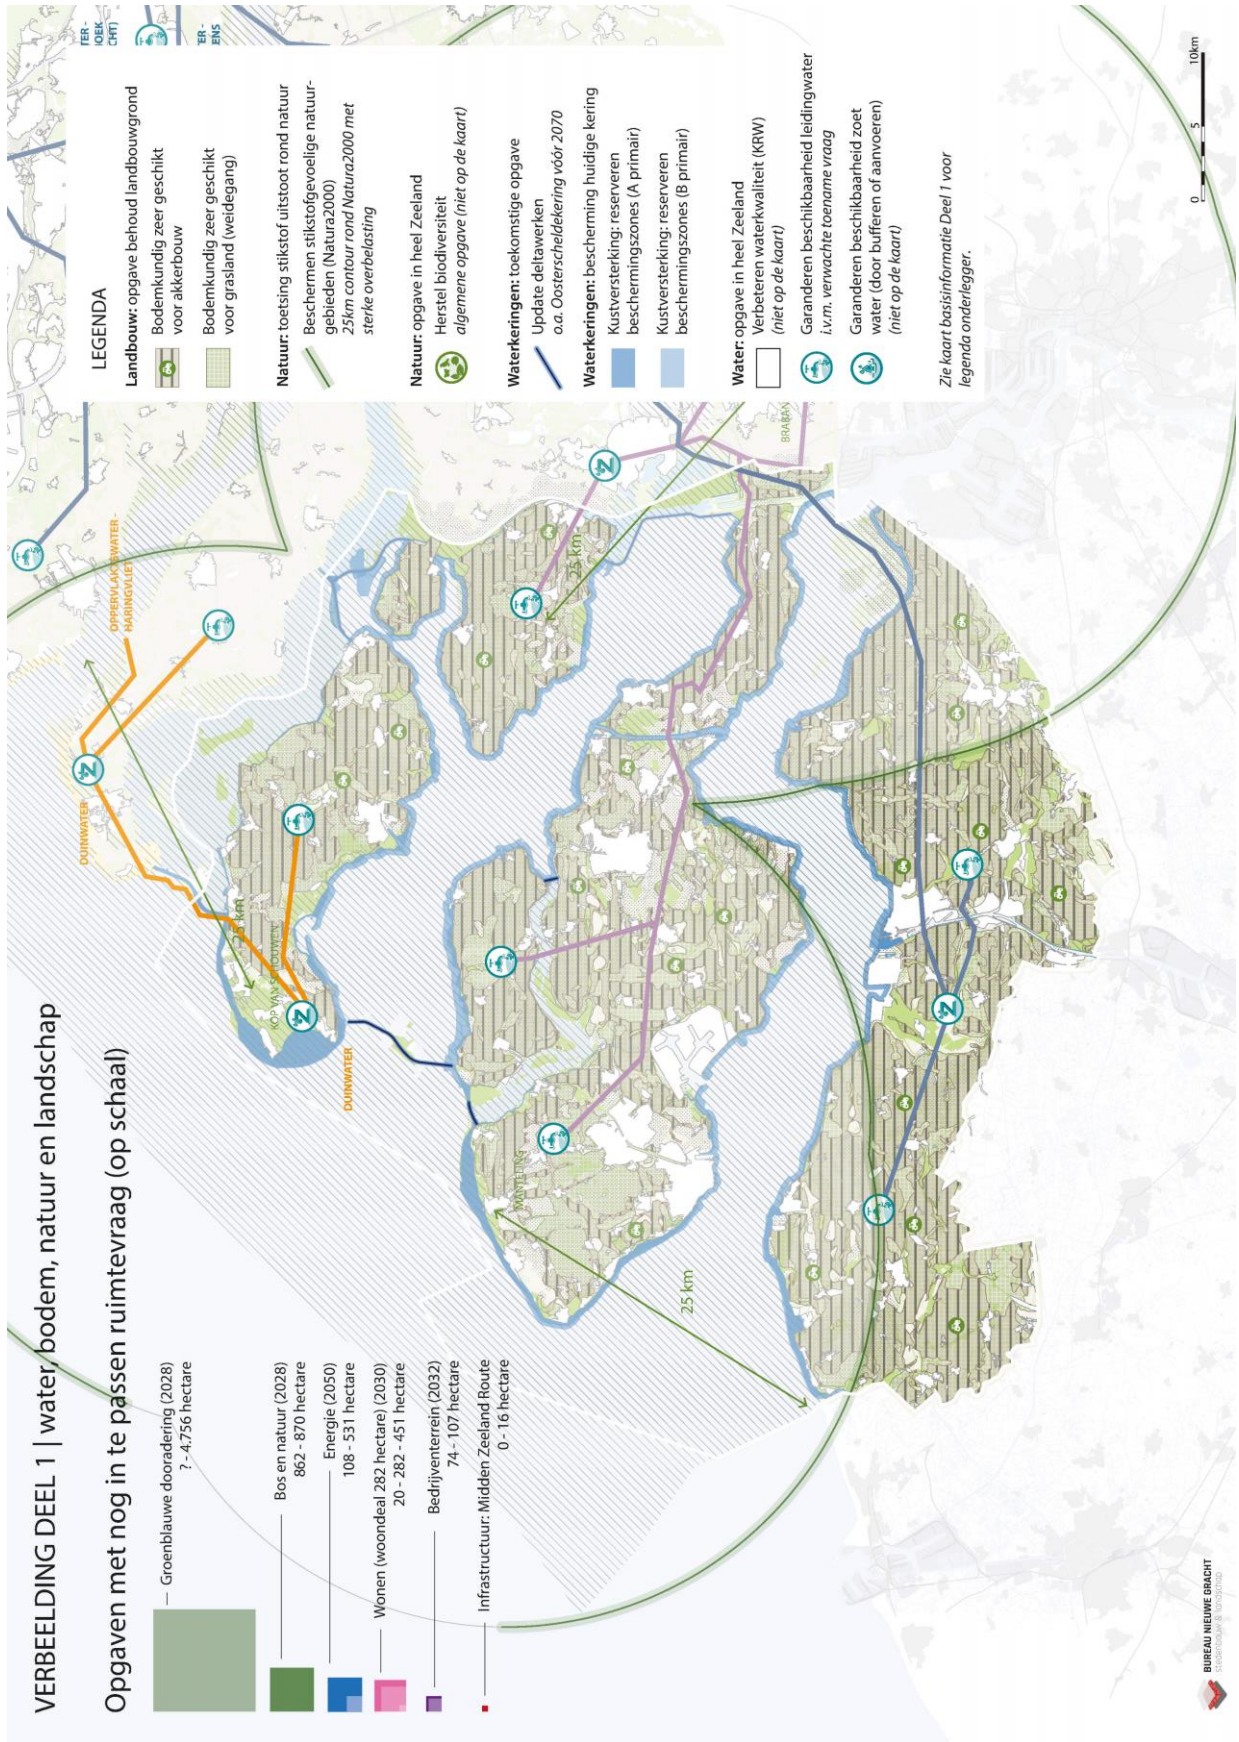 VERBEELDING DEEL 1 | water, bodem, natuur en landschap
Opgaven met nog in te passen ruimtevraag (op schaal)
Groenblauwe dooradering (2028)
? - 4.756 hectare
Bos en natuur (2028)
862 - 870 hectare
Energie (2050)
108 - 531 hectare
Wonen (woondeal 282 hectare) (2030)
20 - 282 - 451 hectare
Bedrijventerrein (2032)
74 - 107 hectare
Infrastructuur: Midden Zeeland Route
0 - 16 hectare
DUINWATER
OPPERVLAKTEWATER -
HARINGVLIET
25 km
KOP VAN SCHOUWEN
DUINWATER
MANTELING
25 km
25 km
BRABAN
TER -
OEK
CHT)
TER -
ENS
LEGENDA
Landbouw: opgave behoud landbouwgrond
Bodemkundig zeer geschikt
voor akkerbouw
Bodemkundig zeer geschikt
voor grasland (weidegang)
Natuur: toetsing stikstof uitstoot rond natuur
Beschermen stikstofgevoelige natuur-
gebieden (Natura2000)
25km contour rond Natura2000 met
sterke overbelasting
Natuur: opgave in heel Zeeland
Herstel biodiversiteit
algemene opgave (niet op de kaart)
Waterkeringen: toekomstige opgave
Update deltawerken
o.a. Oosterscheldekering vóór 2070
Waterkeringen: bescherming huidige kering
Kustversterking: reserveren
beschermingszones (A primair)
Kustversterking: reserveren
beschermingszones (B primair)
Water: opgave in heel Zeeland
Verbeteren waterkwaliteit (KRW)
(niet op de kaart)
Garanderen beschikbaarheid leidingwater
i.v.m. verwachte toename vraag
Garanderen beschikbaarheid zoet
water (door bufferen of aanvoeren)
(niet op de kaart)
Zie kaart basisinformatie Deel 1 voor
legenda onderlegger.
0 5 10km
BUREAU NIEUWE GRACHT
stedenbouw & landschap